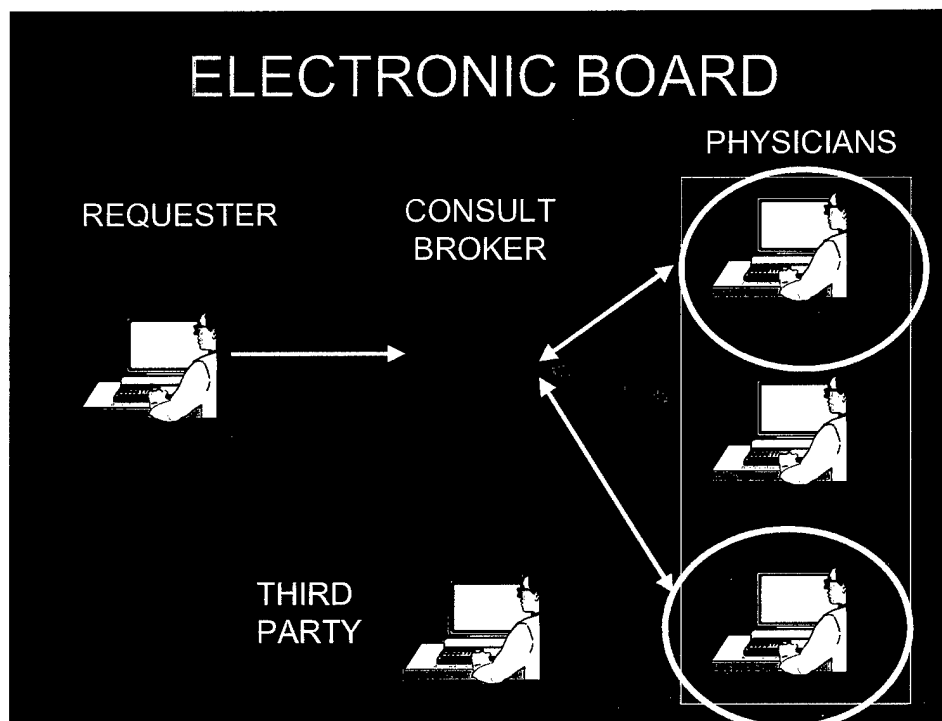 ELECTRONIC BOARD
PHYSICIANS
REQUESTER
CONSULT
BROKER
THIRD
PARTY